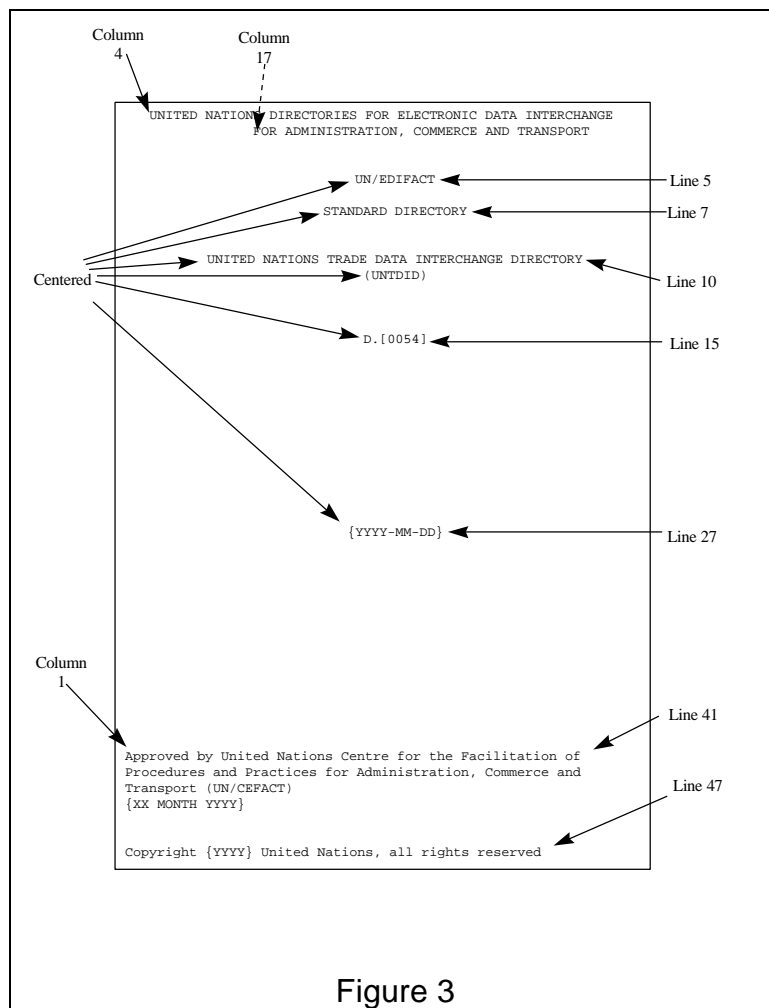 Column
4
Column
17
UNITED NATIONS DIRECTORIES FOR ELECTRONIC DATA INTERCHANGE
FOR ADMINISTRATION, COMMERCE AND TRANSPORT
UN/EDIFACT
Line 5
STANDARD DIRECTORY
Line 7
UNITED NATIONS TRADE DATA INTERCHANGE DIRECTORY
Centered
(UNTDID)
Line 10
D.[0054]
Line 15
{YYYY-MM-DD}
Line 27
Column
1
Line 41
Approved by United Nations Centre for the Facilitation of
Procedures and Practices for Administration, Commerce and
Transport (UN/CEFACT)
Line 47
{XX MONTH YYYY}
Copyright {YYYY} United Nations, all rights reserved
Figure 3